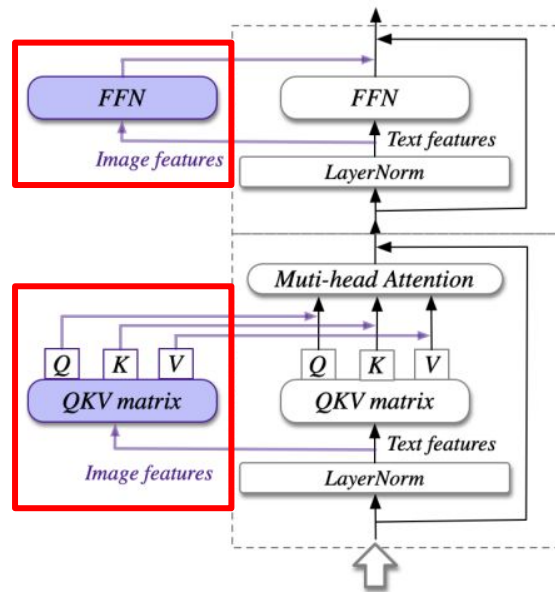 FFN
FFN
Image features
Text features
LayerNorm
Muti-head Attention
Q K V
Q K V
QKV matrix
QKV matrix
Image features
Text features
LayerNorm